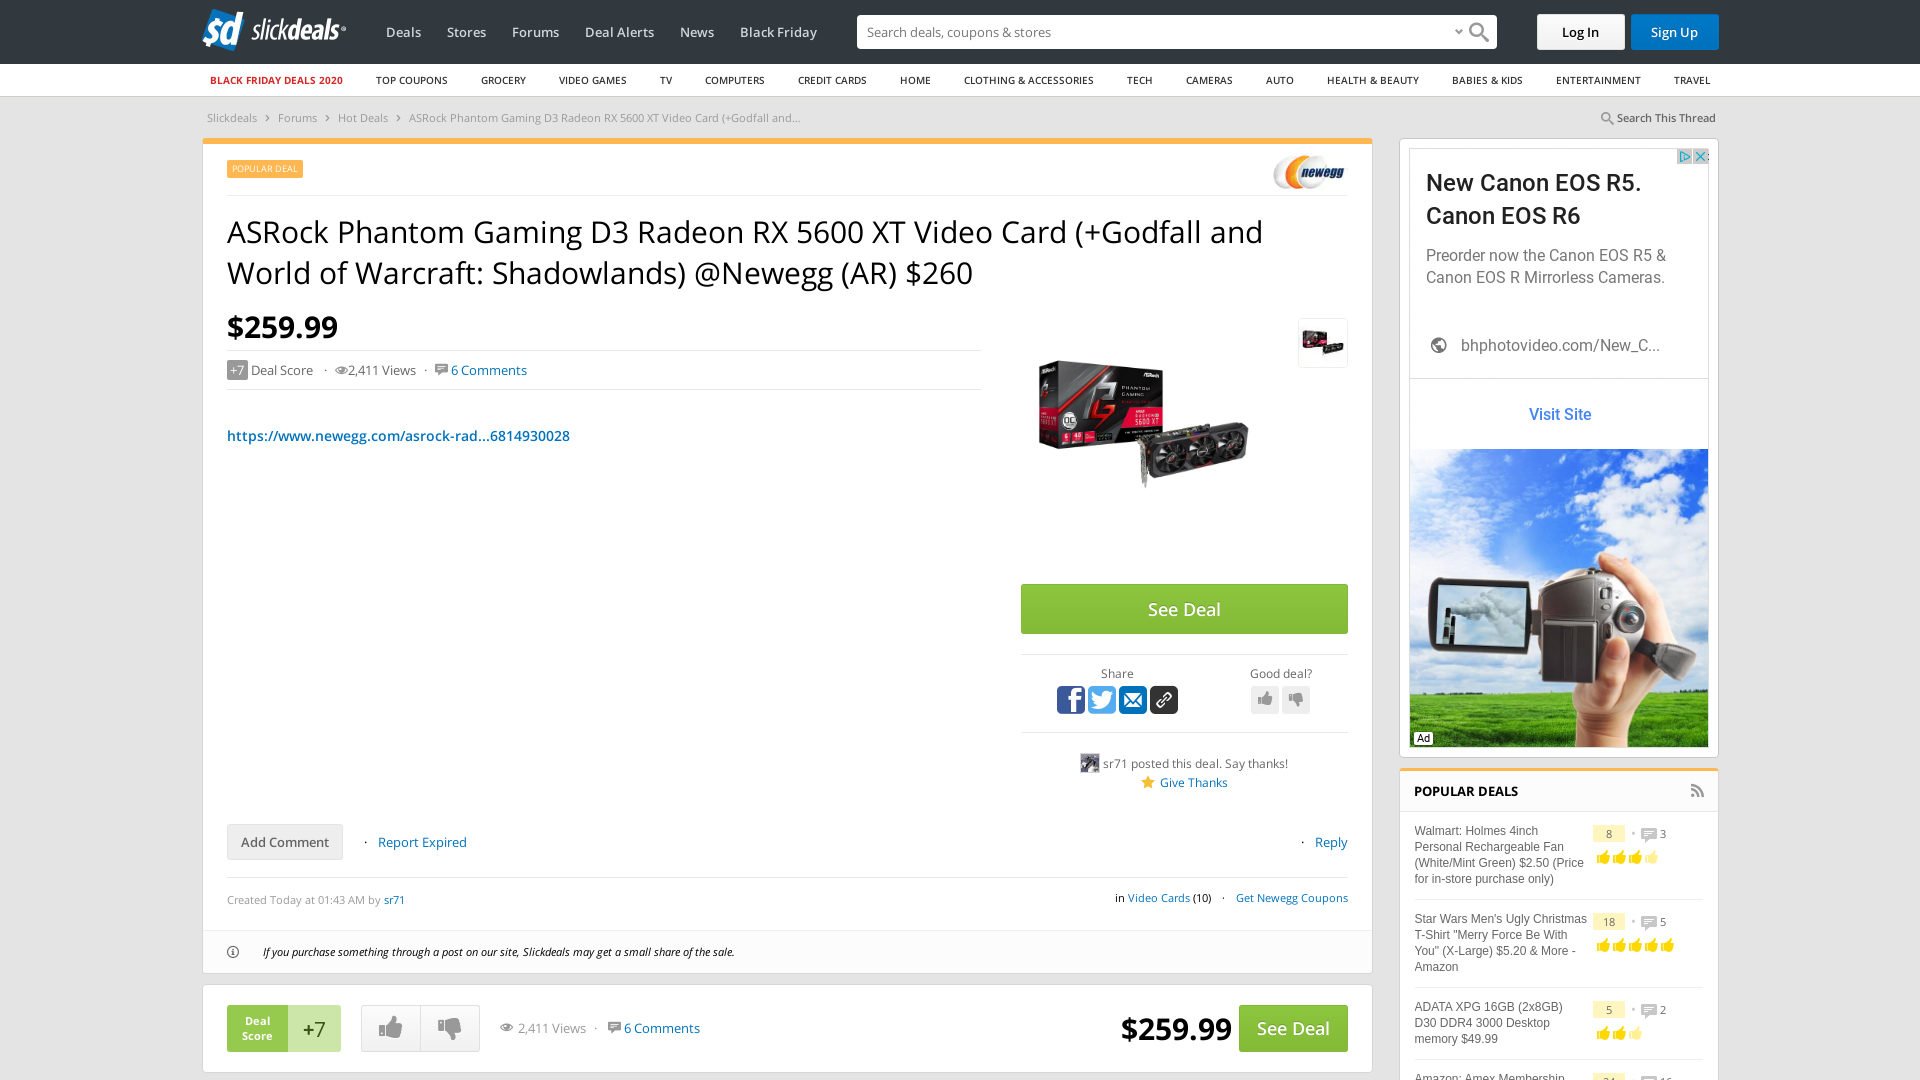 slickdeals
Deals
Stores
Forums
Deal Alerts
News
Black Friday
Search deals, coupons & stores
Log In
Sign Up
BLACK FRIDAY DEALS 2020
TOP COUPONS
GROCERY
VIDEO GAMES
TV
COMPUTERS
CREDIT CARDS
HOME
CLOTHING & ACCESSORIES
TECH
CAMERAS
AUTO
HEALTH & BEAUTY
BABIES & KIDS
ENTERTAINMENT
TRAVEL
Slickdeals > Forums > Hot Deals > ASRock Phantom Gaming D3 Radeon RX 5600 XT Video Card (+Godfall and...
Search This Thread
POPULAR DEAL
newegg
ASRock Phantom Gaming D3 Radeon RX 5600 XT Video Card (+Godfall and
World of Warcraft: Shadowlands) @Newegg (AR) $260
$259.99
+7 Deal Score · 2,411 Views · 6 Comments
https://www.newegg.com/asrock-rad...6814930028
PHANTOM
GAMING
5600 XT
See Deal
Share
Good deal?
sr71 posted this deal. Say thanks!
Give Thanks
Add Comment · Report Expired
· Reply
Created Today at 01:43 AM by sr71
in Video Cards (10) · Get Newegg Coupons
If you purchase something through a post on our site, Slickdeals may get a small share of the sale.
Deal
Score
+7
2,411 Views · 6 Comments
$259.99
See Deal
New Canon EOS R5.
Canon EOS R6
Preorder now the Canon EOS R5 &
Canon EOS R Mirrorless Cameras.
bhphotovideo.com/New_C...
Visit Site
Ad
POPULAR DEALS
Walmart: Holmes 4inch
Personal Rechargeable Fan
(White/Mint Green) $2.50 (Price
for in-store purchase only)
8 • 3
Star Wars Men's Ugly Christmas
T-Shirt "Merry Force Be With
You" (X-Large) $5.20 & More -
Amazon
18 • 5
ADATA XPG 16GB (2x8GB)
D30 DDR4 3000 Desktop
memory $49.99
5 • 2
Amazon: Amex Membership